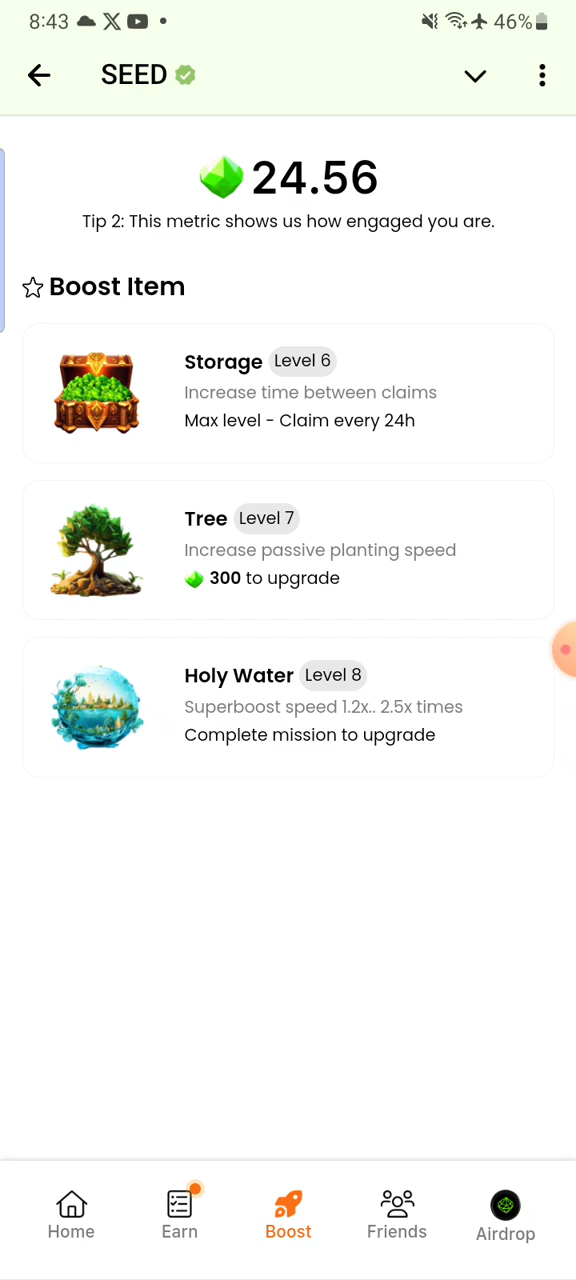 8:43
46%
SEED
24.56
Tip 2: This metric shows us how engaged you are.
Boost Item
Storage Level 6
Increase time between claims
Max level - Claim every 24h
Tree Level 7
Increase passive planting speed
300 to upgrade
Holy Water Level 8
Superboost speed 1.2x.. 2.5x times
Complete mission to upgrade
Home
Earn
Boost
Friends
Airdrop